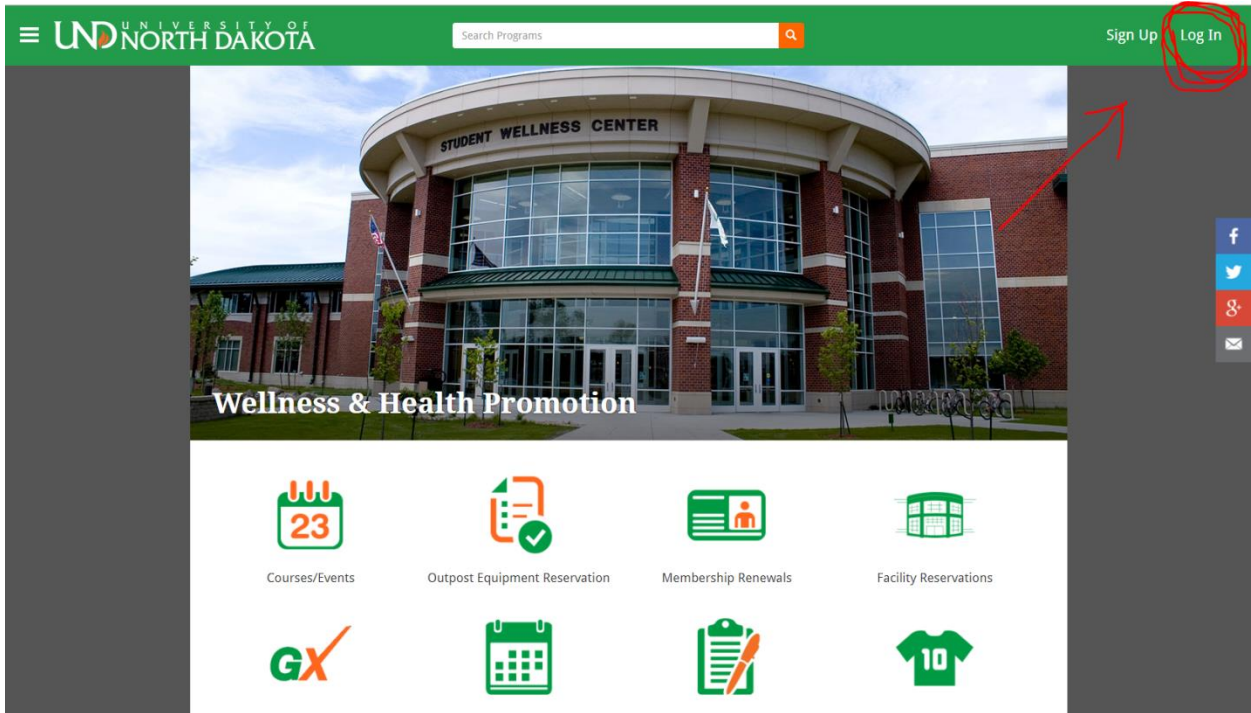 UND UNIVERSITY OF
NORTH DAKOTA
Search Programs
Sign Up
Log In
STUDENT WELLNESS CENTER
Wellness & Health Promotion
f
g+
23
Courses/Events
Outpost Equipment Reservation
Membership Renewals
Facility Reservations
GX
10